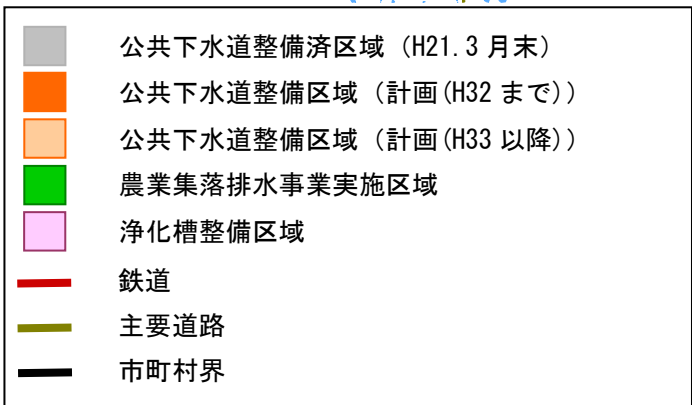 公共下水道整備済区域（H21.3月末）
公共下水道整備区域（計画(H32まで)）
公共下水道整備区域（計画(H33以降)）
農業集落排水事業実施区域
浄化槽整備区域
鉄道
主要道路
市町村界